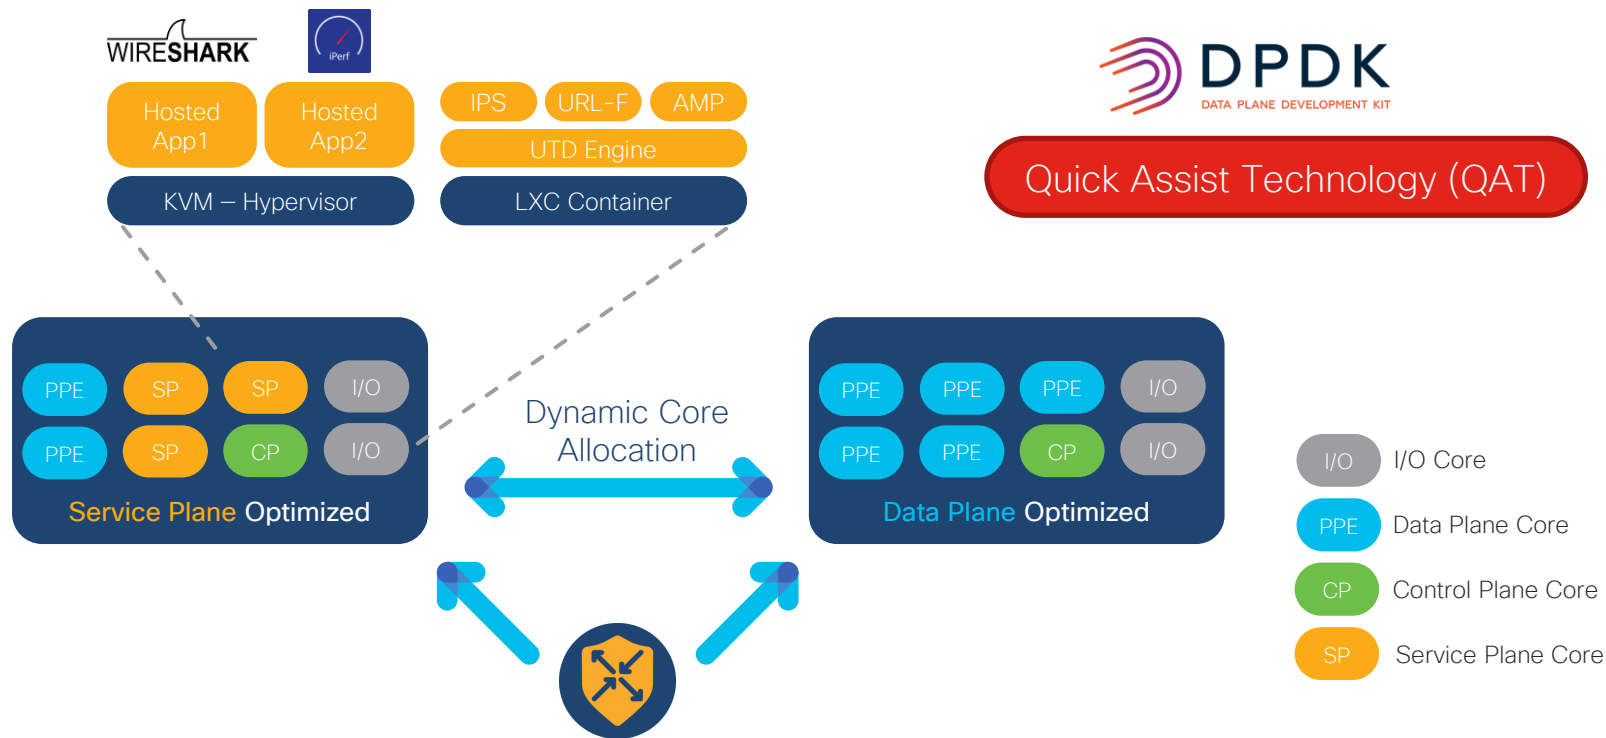 WIRESHARK
iPerf
Hosted
App1
Hosted
App2
KVM – Hypervisor
IPS
URL-F
AMP
UTD Engine
LXC Container
DPDK
DATA PLANE DEVELOPMENT KIT
Quick Assist Technology (QAT)
PPE
SP
SP
I/O
PPE
SP
CP
I/O
Service Plane Optimized
Dynamic Core
Allocation
PPE
PPE
PPE
I/O
PPE
PPE
CP
I/O
Data Plane Optimized
I/O
I/O Core
PPE
Data Plane Core
CP
Control Plane Core
SP
Service Plane Core